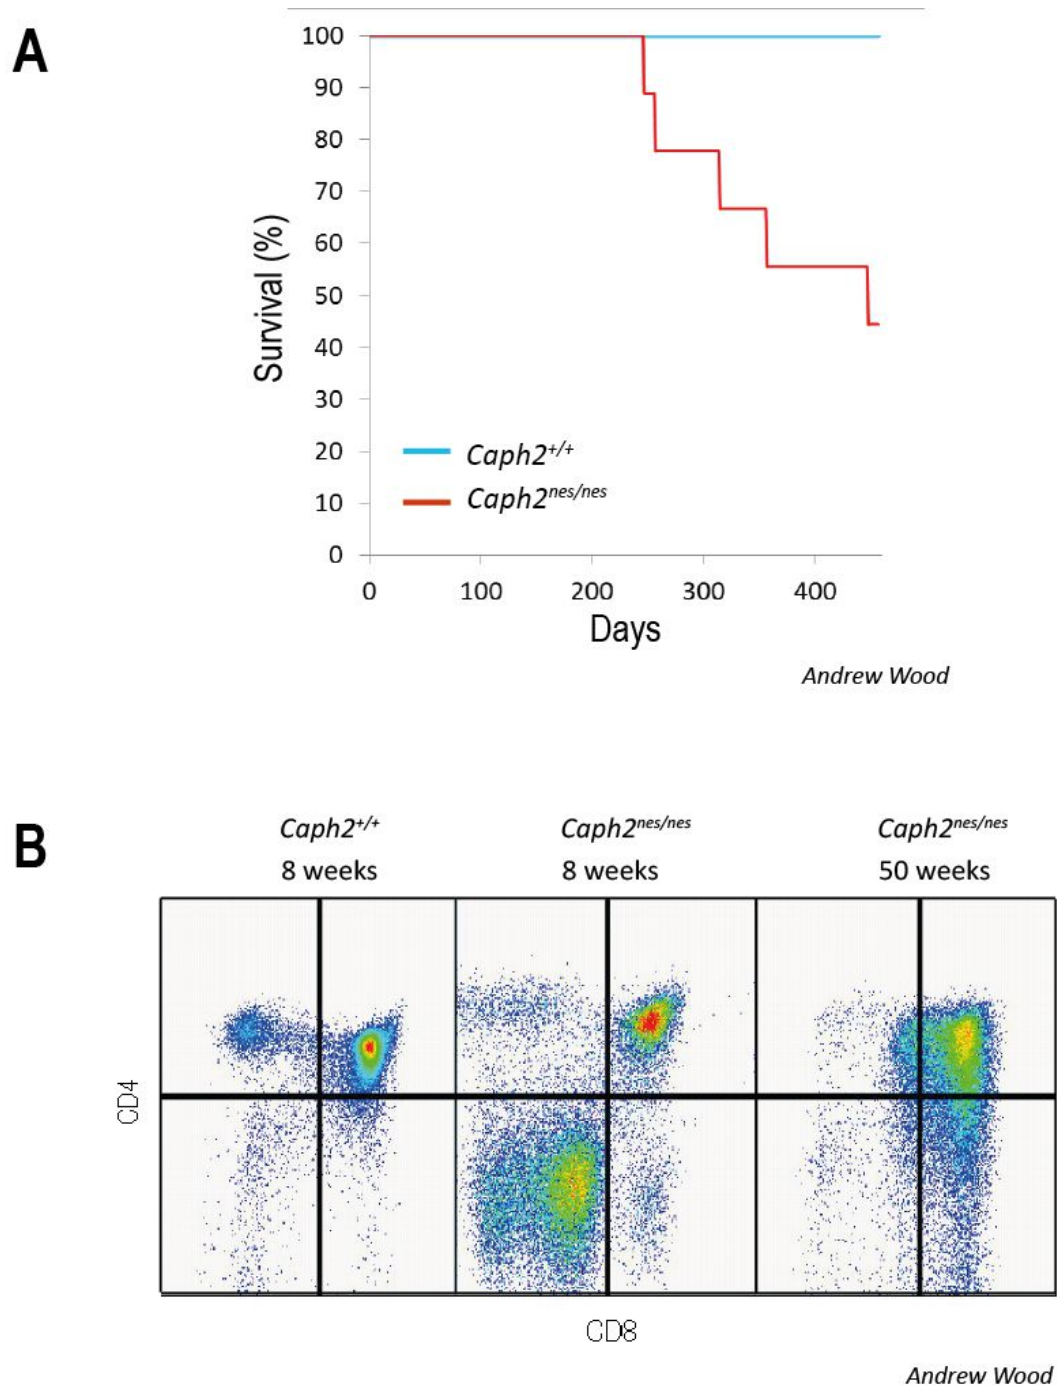 A
100
90
80
70
60
50
40
30
20
10
0
Survival (%)
Caph2+/+
Caph2nes/nes
0 100 200 300 400
Days
Andrew Wood
B
Caph2+/+ Caph2nes/nes Caph2nes/nes
8 weeks 8 weeks 50 weeks
CD4
CD8
Andrew Wood